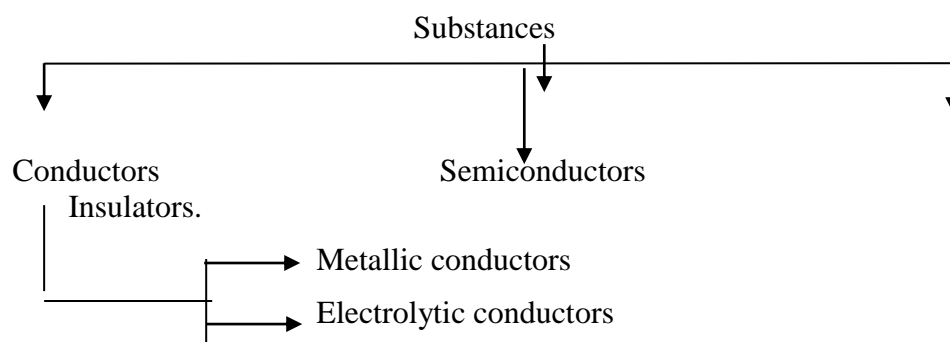 Substances
Conductors Semiconductors
Insulators.
Metallic conductors
Electrolytic conductors